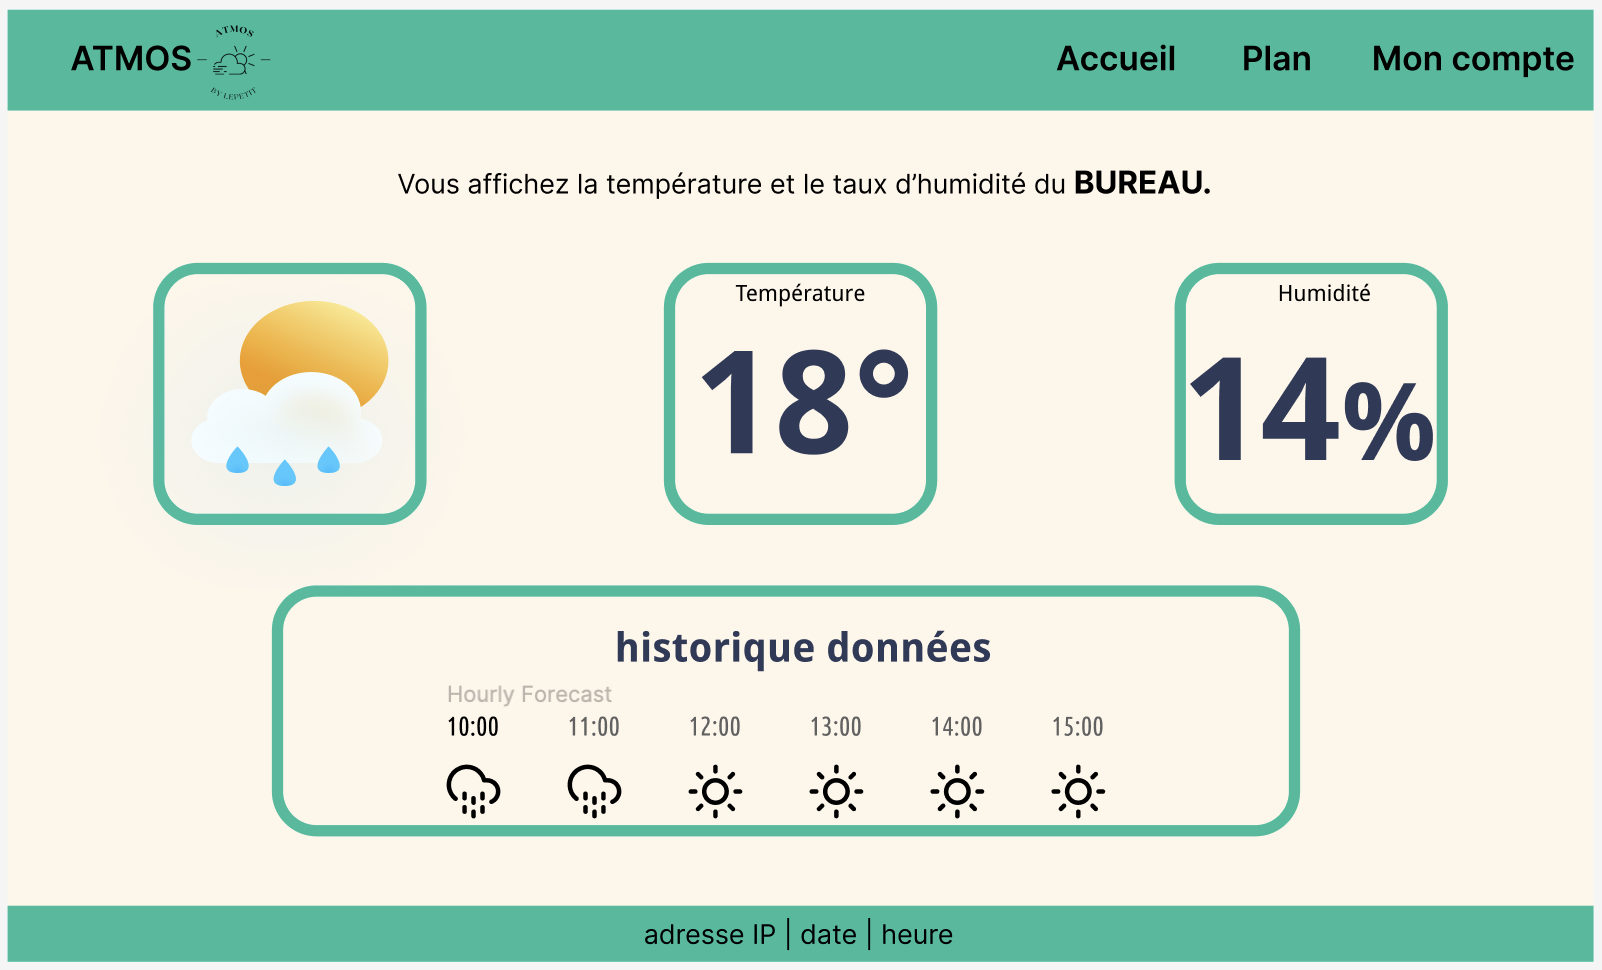 ATMOS
ATMOS
BY LEPETIT
Accueil Plan Mon compte
Vous affichez la température et le taux d’humidité du BUREAU.
Température
18°
Humidité
14%
historique données
Hourly Forecast
10:00 11:00 12:00 13:00 14:00 15:00
adresse IP | date | heure